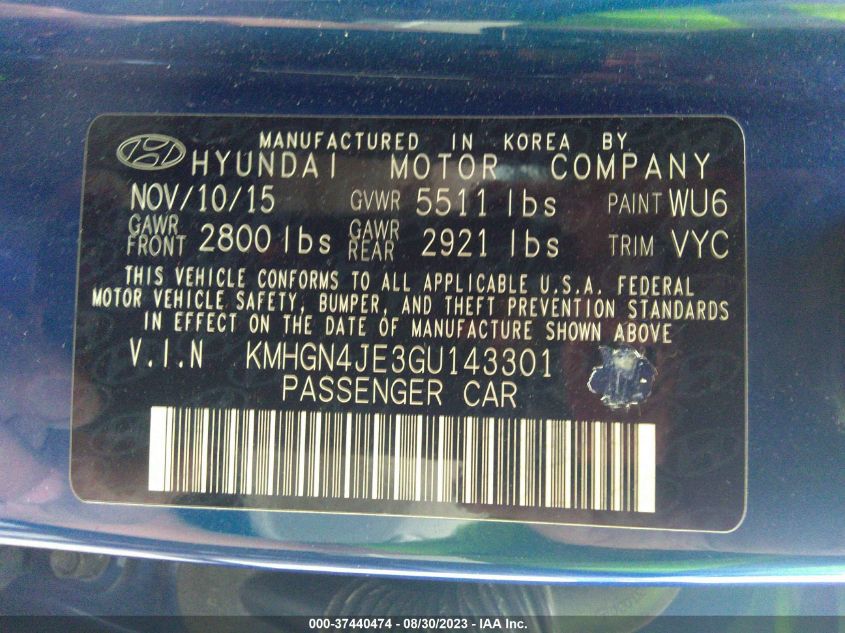 MANUFACTURED IN KOREA BY
HYUNDAI MOTOR COMPANY
NOV/10/15 GVWR 5511 lbs PAINT WU6
GAWR FRONT 2800 lbs GAWR REAR 2921 lbs TRIM VYC
THIS VEHICLE CONFORMS TO ALL APPLICABLE U.S.A. FEDERAL
MOTOR VEHICLE SAFETY, BUMPER, AND THEFT PREVENTION STANDARDS
IN EFFECT ON THE DATE OF MANUFACTURE SHOWN ABOVE
V.I.N KMHGN4JE3GU143301
PASSENGER CAR
000-37440474 - 08/30/2023 - IAA Inc.